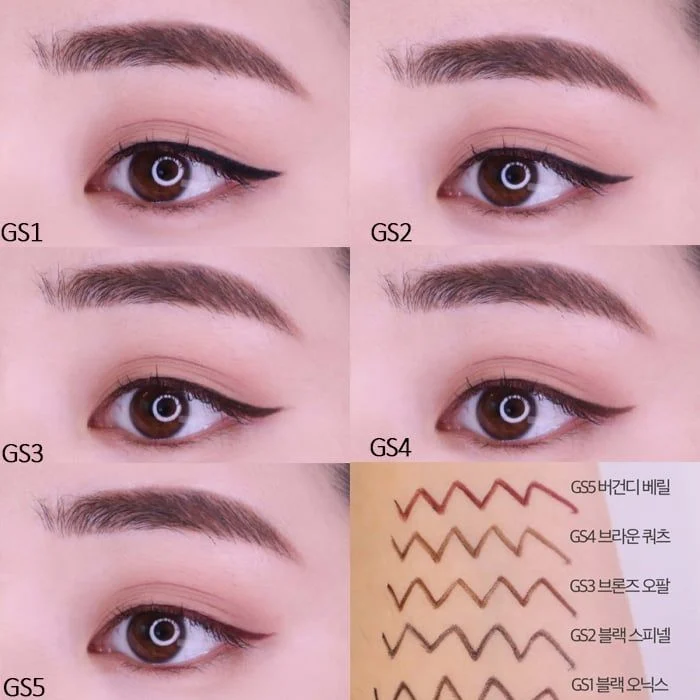 GS1
GS2
GS3
GS4
GS5
GS5 버건디 베릴
GS4 브라운 쿼츠
GS3 브론즈 오팔
GS2 블랙 스피넬
GS1 블랙 오닉스